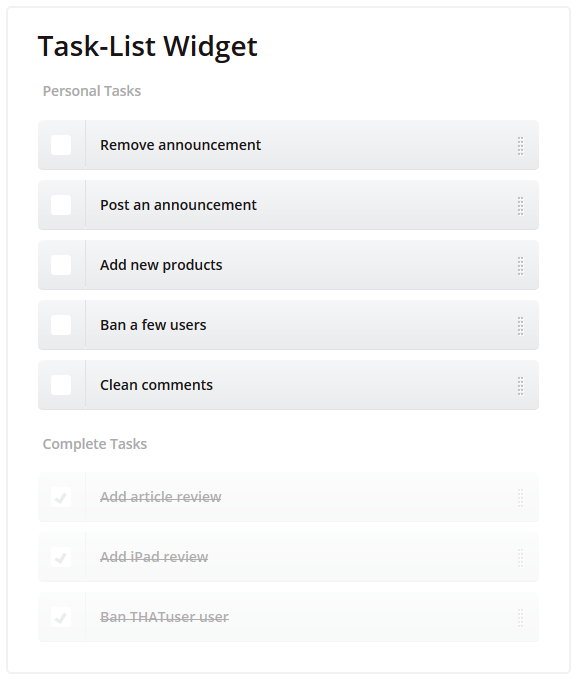 Task-List Widget
Personal Tasks
Remove announcement
Post an announcement
Add new products
Ban a few users
Clean comments
Complete Tasks
Add article review
Add iPad review
Ban THATuser user